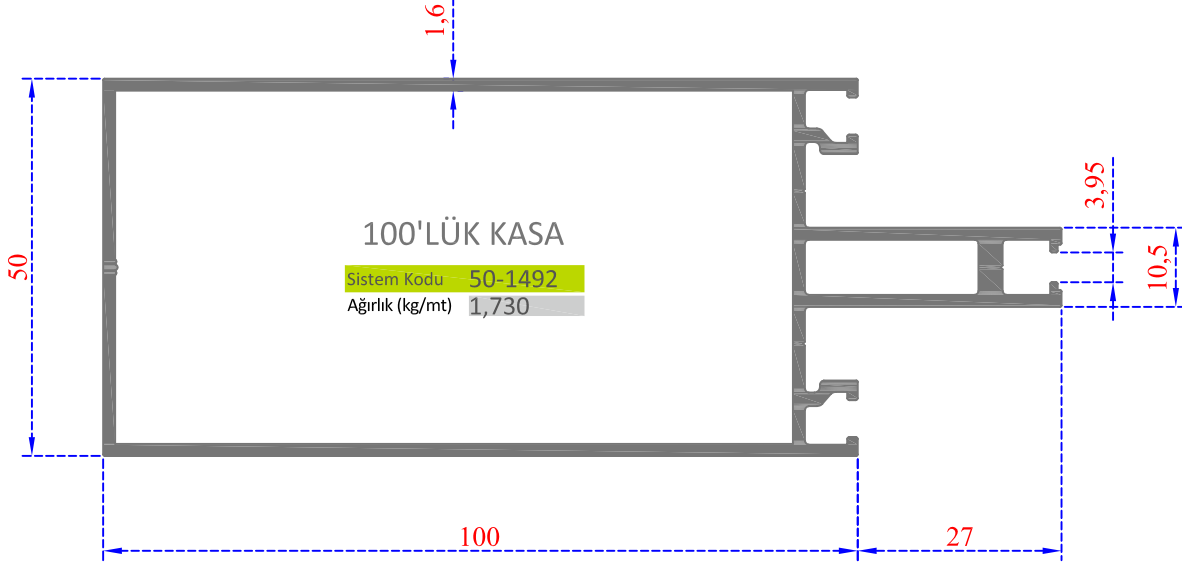 1,6
3,95
100'LÜK KASA
50
10,5
Sistem Kodu 50-1492
Ağırlık (kg/mt) 1,730
100
27